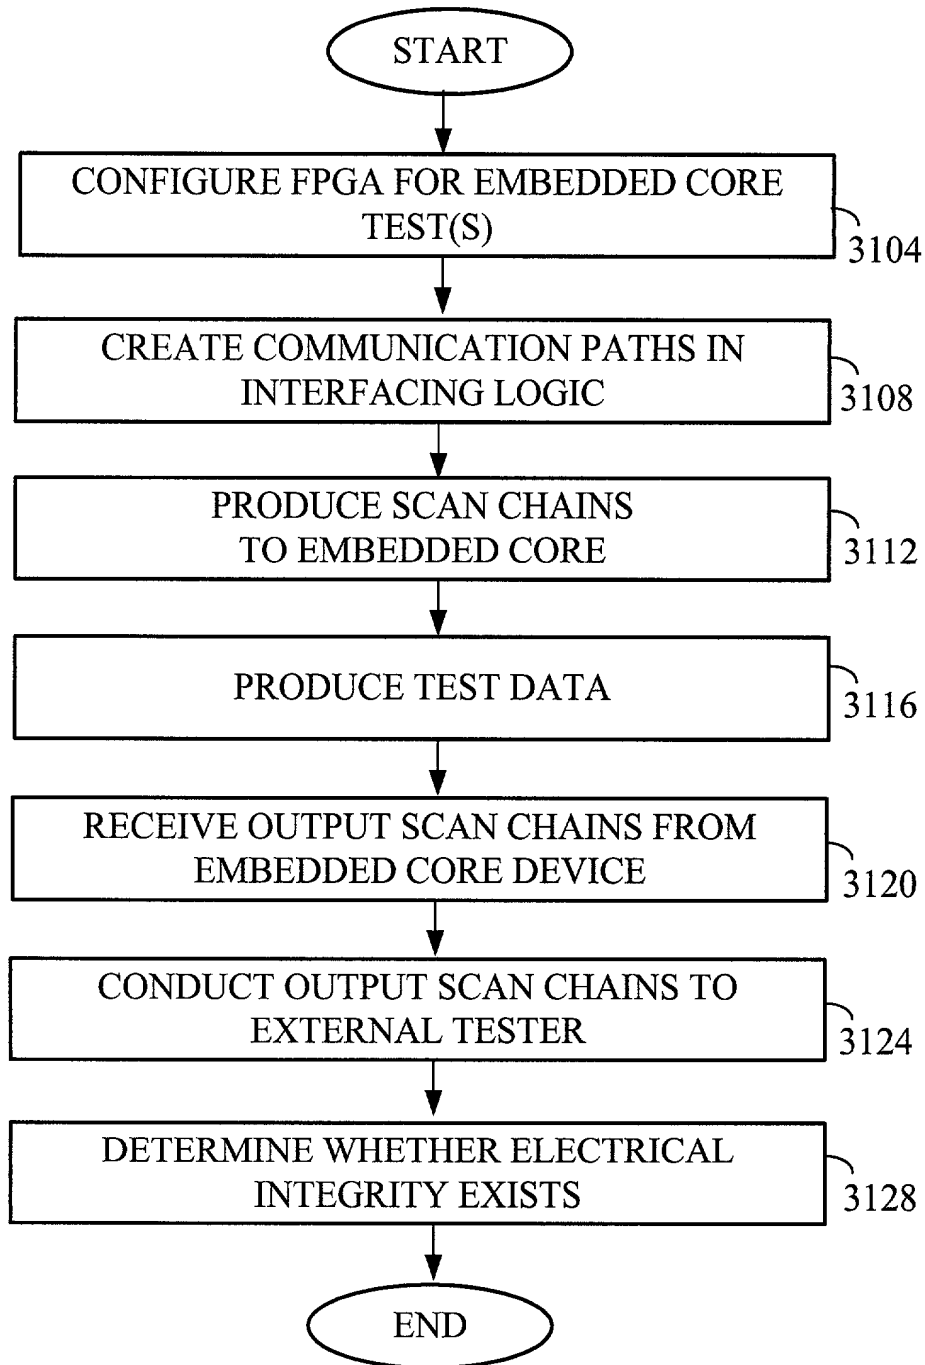 START
CONFIGURE FPGA FOR EMBEDDED CORE
TEST(S)
3104
CREATE COMMUNICATION PATHS IN
INTERFACING LOGIC
3108
PRODUCE SCAN CHAINS
TO EMBEDDED CORE
3112
PRODUCE TEST DATA
3116
RECEIVE OUTPUT SCAN CHAINS FROM
EMBEDDED CORE DEVICE
3120
CONDUCT OUTPUT SCAN CHAINS TO
EXTERNAL TESTER
3124
DETERMINE WHETHER ELECTRICAL
INTEGRITY EXISTS
3128
END